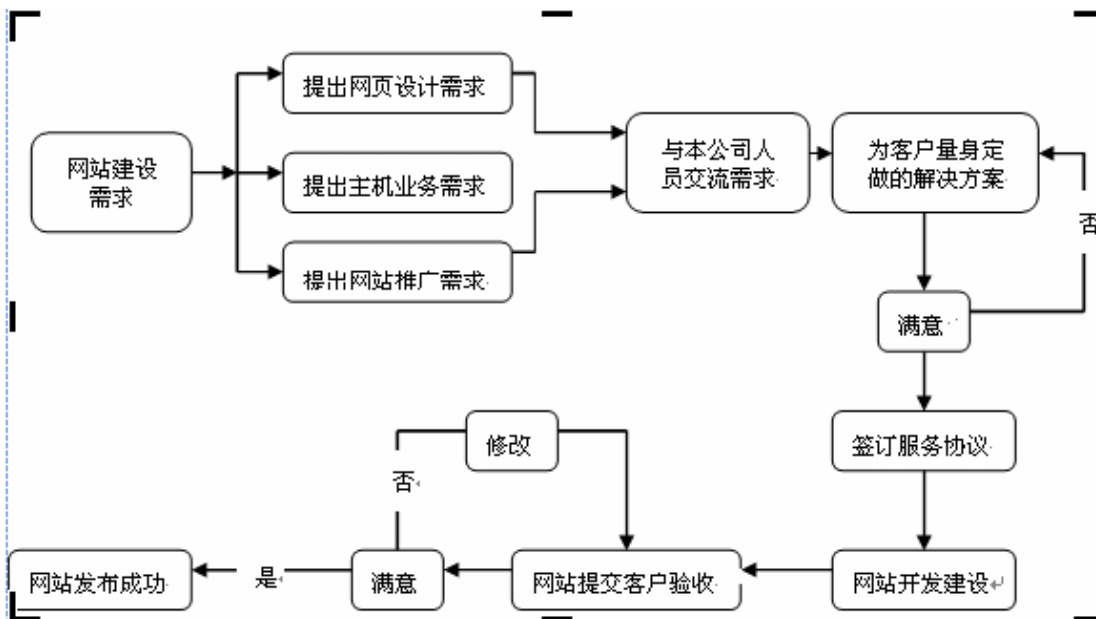 提出网页设计需求
网站建设
需求
提出主机业务需求
提出网站推广需求
与本公司人
员交流需求
为客户量身定
做的解决方案
否
满意
签订服务协议
修改
否
网站发布成功
是
满意
网站提交客户验收
网站开发建设